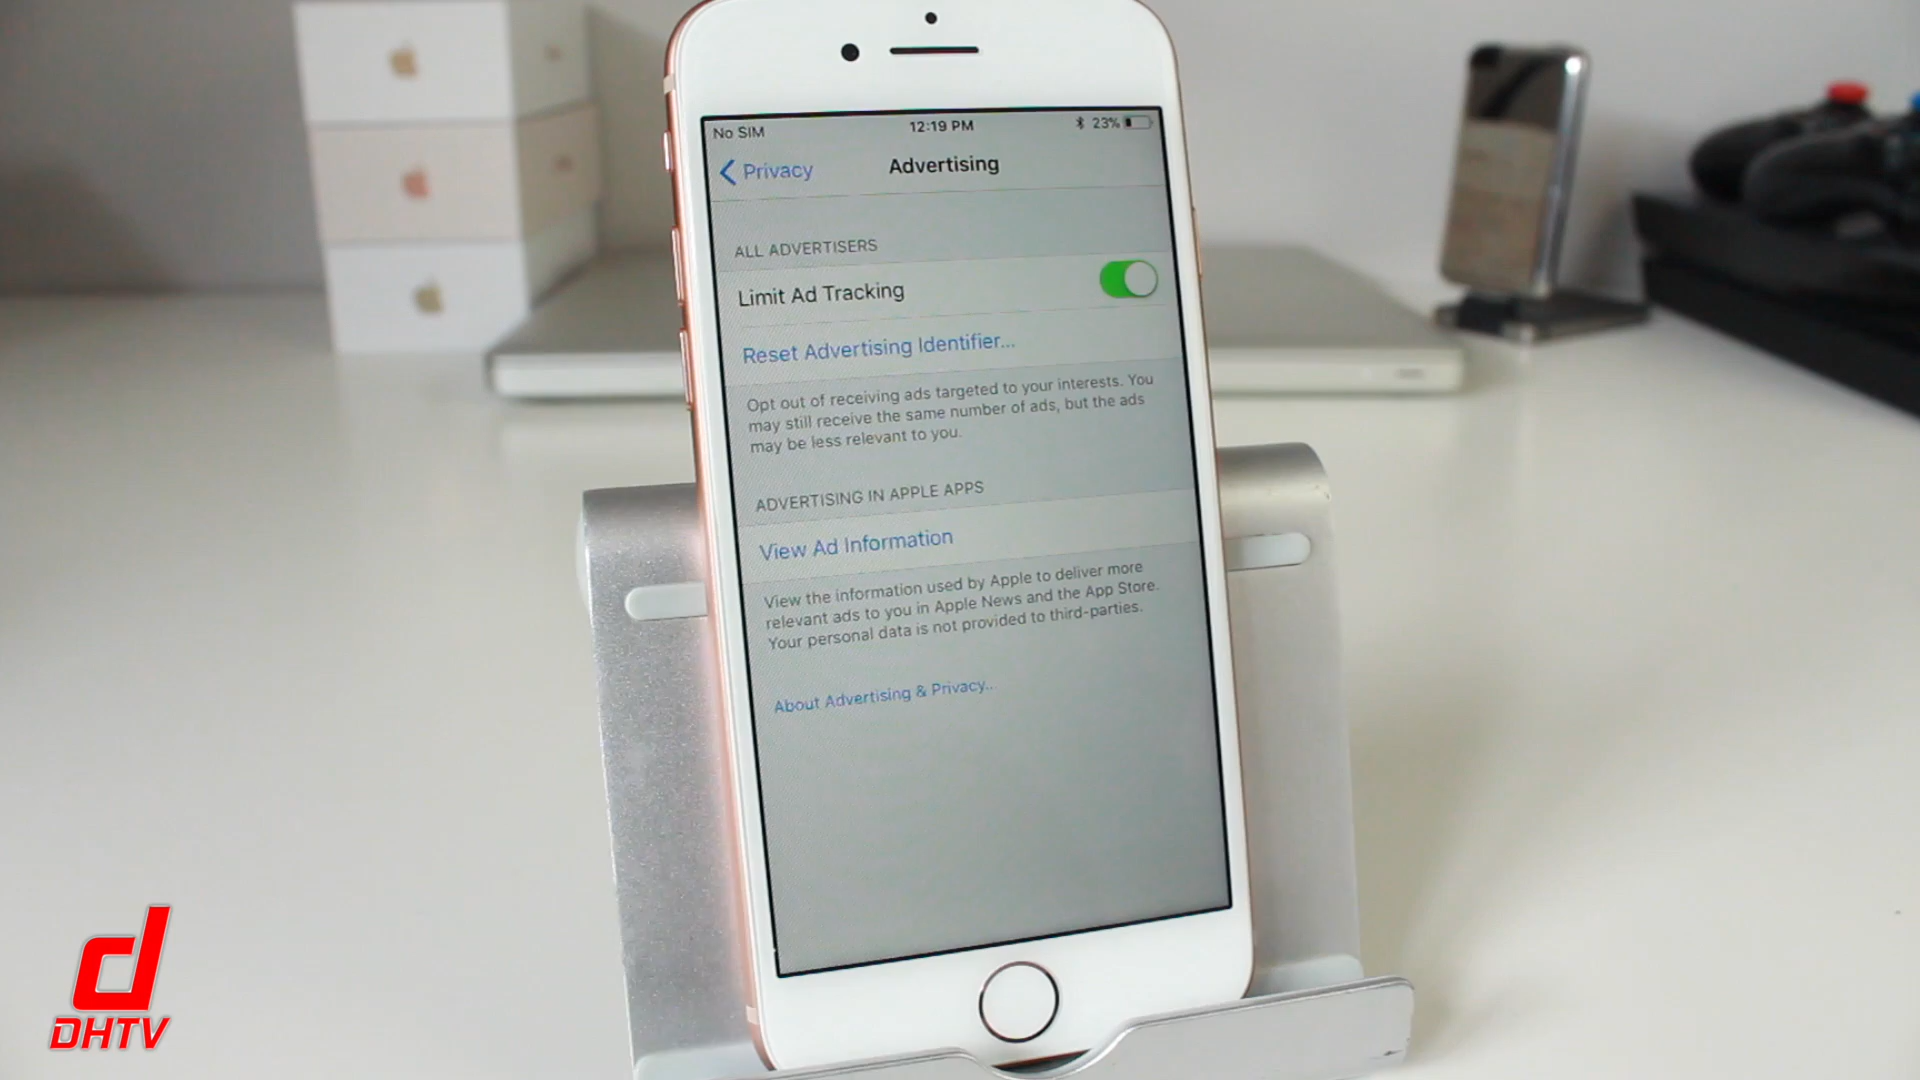 No SIM 12:19 PM 23%
Privacy Advertising
ALL ADVERTISERS
Limit Ad Tracking
Reset Advertising Identifier...
Opt out of receiving ads targeted to your interests. You
may still receive the same number of ads, but the ads
may be less relevant to you.
ADVERTISING IN APPLE APPS
View Ad Information
View the information used by Apple to deliver more
relevant ads to you in Apple News and the App Store.
Your personal data is not provided to third-parties.
About Advertising & Privacy...
d
DHTV